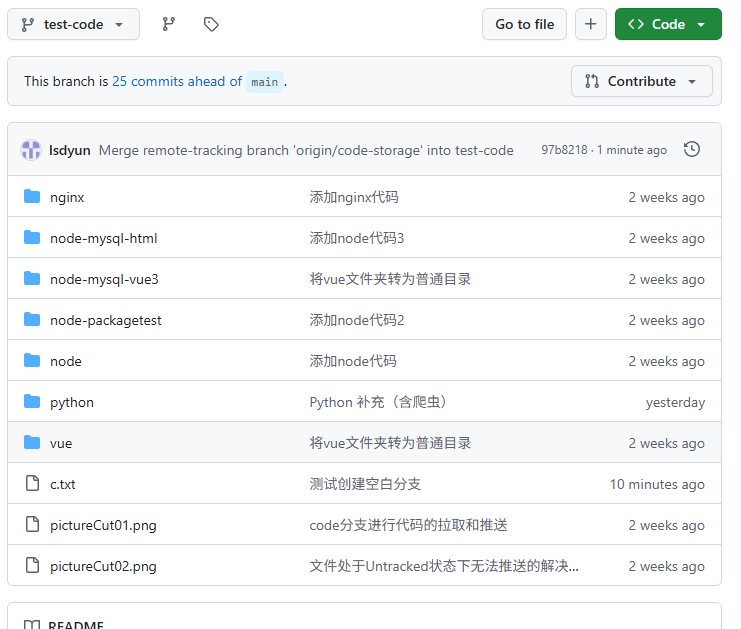 test-code
Go to file
Code
This branch is 25 commits ahead of main .
Contribute
lsdyun Merge remote-tracking branch 'origin/code-storage' into test-code 97b8218 · 1 minute ago
nginx 添加nginx代码 2 weeks ago
node-mysql-html 添加node代码3 2 weeks ago
node-mysql-vue3 将vue文件夹转为普通目录 2 weeks ago
node-packagetest 添加node代码2 2 weeks ago
node 添加node代码 2 weeks ago
python Python 补充（含爬虫） yesterday
vue 将vue文件夹转为普通目录 2 weeks ago
c.txt 测试创建空白分支 10 minutes ago
pictureCut01.png code分支进行代码的拉取和推送 2 weeks ago
pictureCut02.png 文件处于Untracked状态下无法推送的解决... 2 weeks ago
README